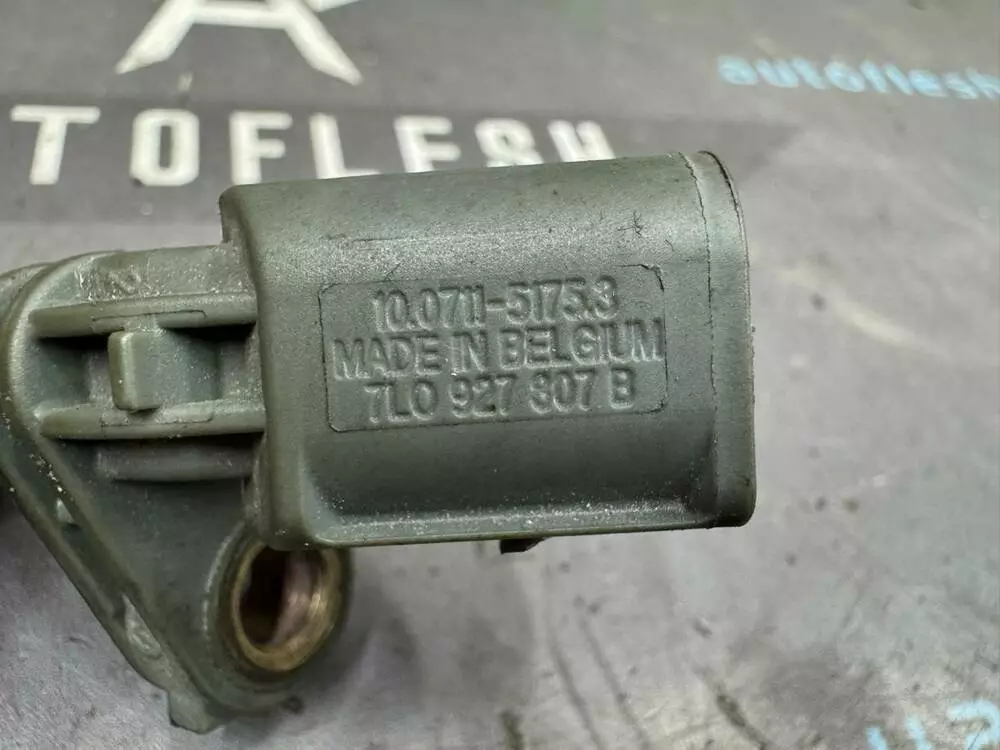 autoflesh
TOFLESH
10.0711-5175.3
MADE IN BELGIUM
7L0 927 807 B